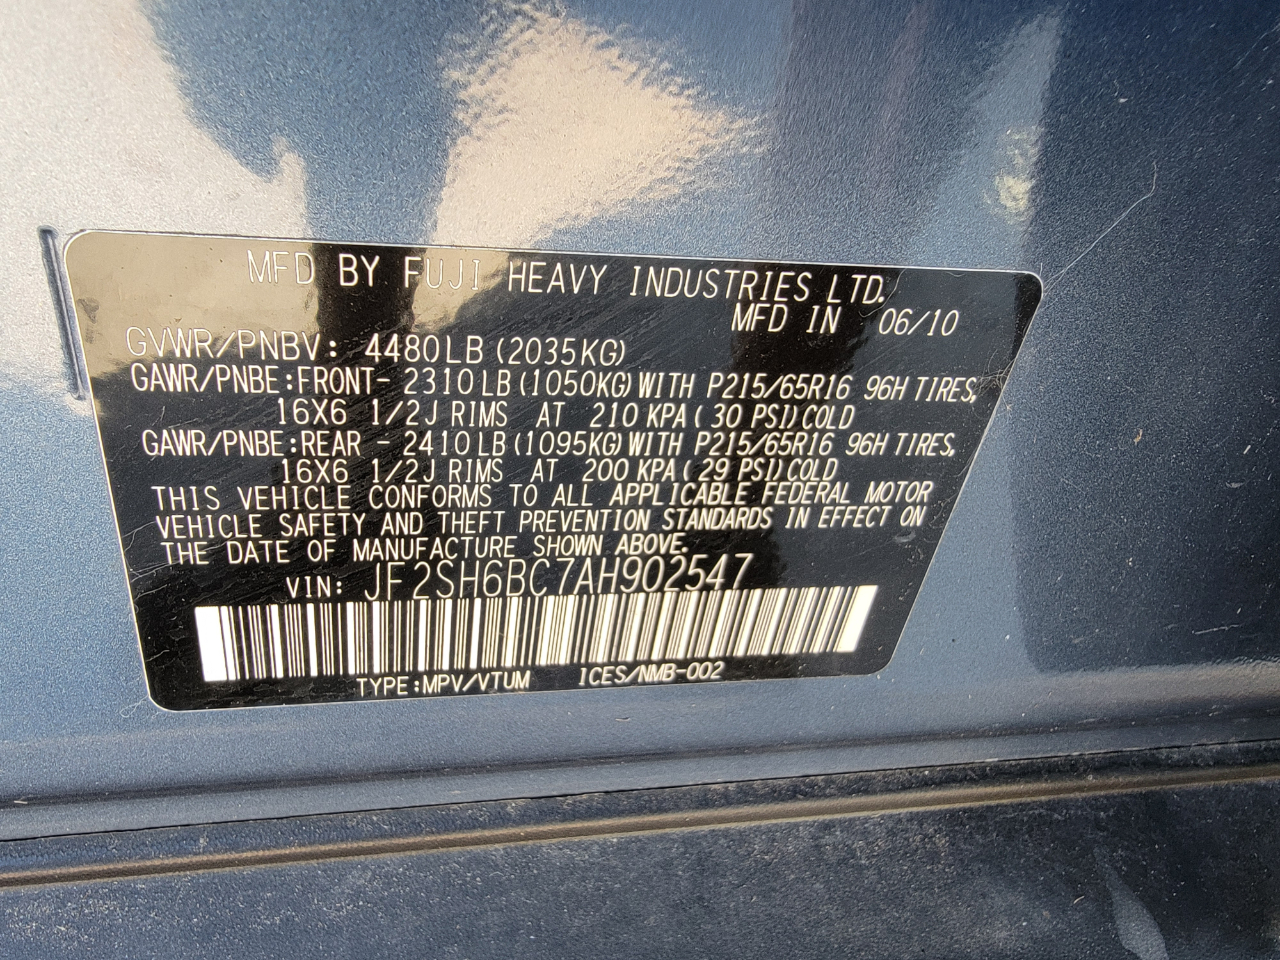 MFD BY FUJI HEAVY INDUSTRIES LTD.
MFD IN 06/10
GVWR/PNBV: 4480LB(2035KG)
GAWR/PNBE:FRONT- 2310LB(1050KG)WITH P215/65R16 96H TIRES,
16X6 1/2J RIMS AT 210 KPA(30 PSI)COLD
GAWR/PNBE:REAR - 2410LB(1095KG)WITH P215/65R16 96H TIRES,
16X6 1/2J RIMS AT 200 KPA(29 PSI)COLD
THIS VEHICLE CONFORMS TO ALL APPLICABLE FEDERAL MOTOR
VEHICLE SAFETY AND THEFT PREVENTION STANDARDS IN EFFECT ON
THE DATE OF MANUFACTURE SHOWN ABOVE.
VIN: JF2SH6BC7AH902547
TYPE:MPV/VTUM 1CES/NMB-002